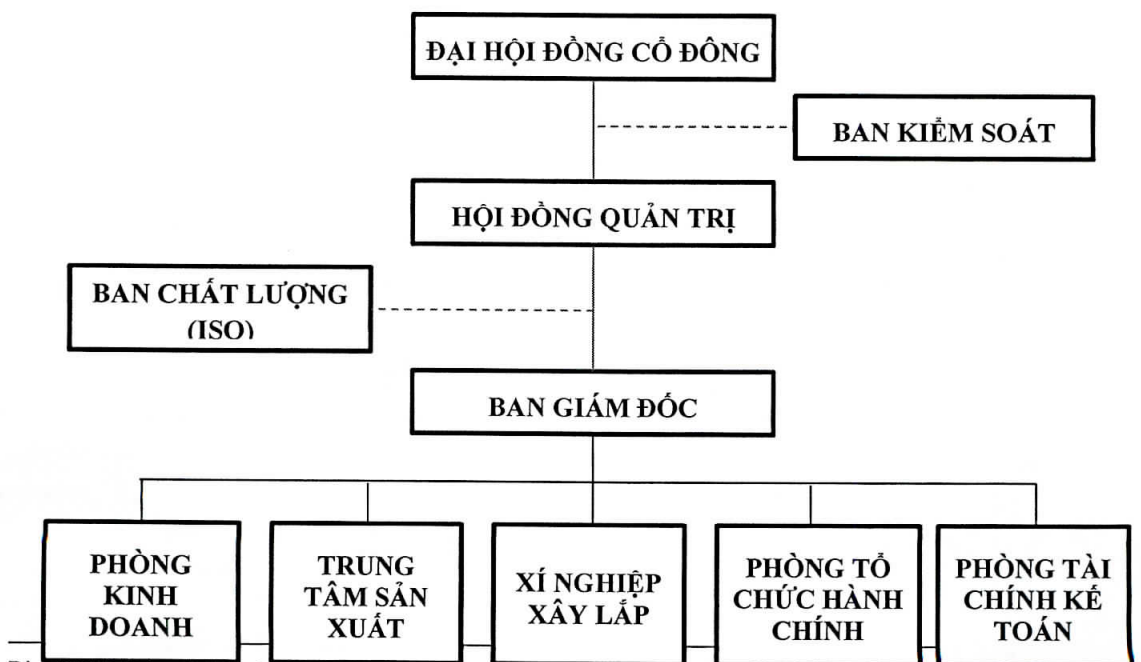 ĐẠI HỘI ĐỒNG CỔ ĐÔNG
BAN KIỂM SOÁT
HỘI ĐỒNG QUẢN TRỊ
BAN CHẤT LƯỢNG
(ISO)
BAN GIÁM ĐỐC
PHÒNG
KINH
DOANH
TRUNG
TÂM SẢN
XUẤT
XÍ NGHIỆP
XÂY LẮP
PHÒNG TỔ
CHỨC HÀNH
CHÍNH
PHÒNG TÀI
CHÍNH KẾ
TOÁN